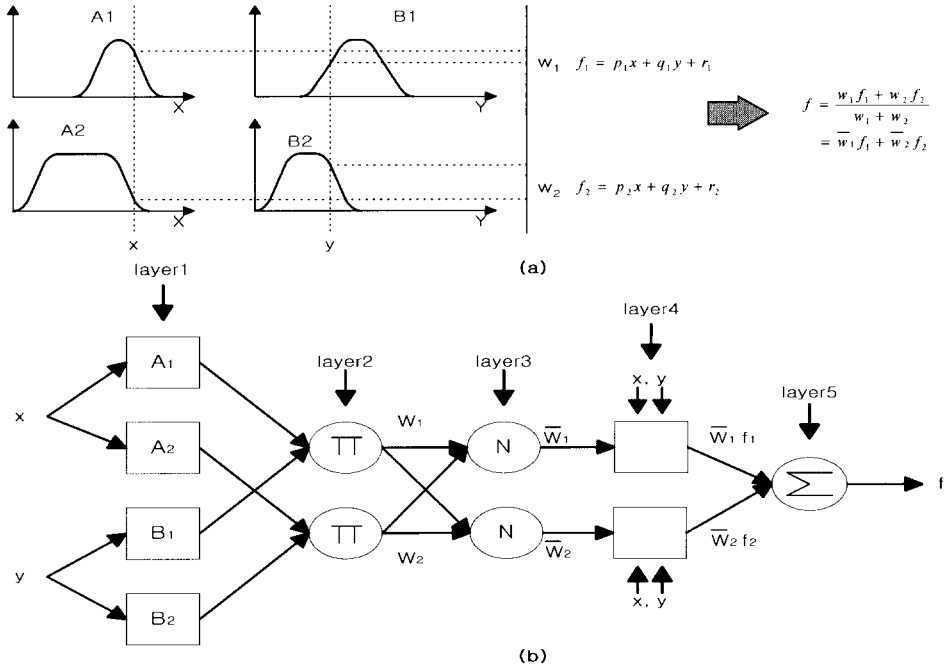 A1
B1
W1 f1 = p1x + q1y + r1
X
Y
f = w1f1 + w2f2 / w1 + w2
= w̅1f1 + w̅2f2
A2
B2
W2 f2 = p2x + q2y + r2
X
Y
x
y
(a)
layer1
layer2
layer3
layer4
layer5
x, y
A1
x
A2
W1
W̅1
W̅1 f1
∏
N
∑
f
B1
∏
N
W2
W̅2
W̅2 f2
y
B2
x, y
(b)